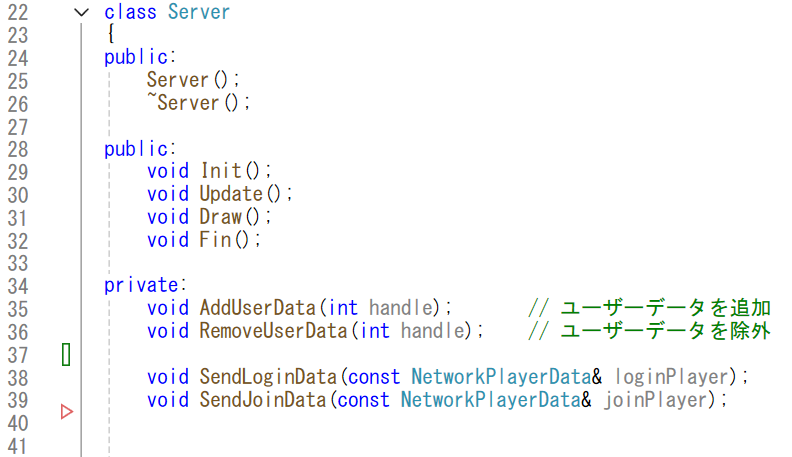 22 class Server
23 {
24 public:
25 Server();
26 ~Server();
27
28 public:
29 void Init();
30 void Update();
31 void Draw();
32 void Fin();
33
34 private:
35 void AddUserData(int handle); // ユーザーデータを追加
36 void RemoveUserData(int handle); // ユーザーデータを除外
37
38 void SendLoginData(const NetworkPlayerData& loginPlayer);
39 void SendJoinData(const NetworkPlayerData& joinPlayer);
40
41